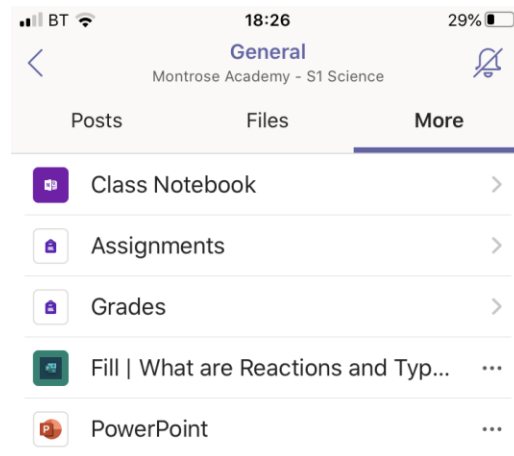 BT 18:26 29%
General
Montrose Academy - S1 Science
Posts Files More
Class Notebook
Assignments
Grades
Fill | What are Reactions and Typ...
PowerPoint